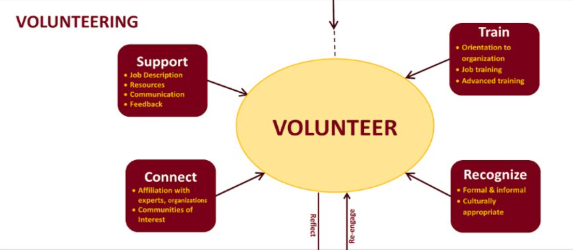 VOLUNTEERING
Support
• Job Description
• Resources
• Communication
• Feedback
Train
• Orientation to
organization
• Job training
• Advanced training
VOLUNTEER
Connect
• Affiliation with
experts, organizations
• Communities of
Interest
Recognize
• Formal & informal
• Culturally
appropriate
Reflect
Re-engage